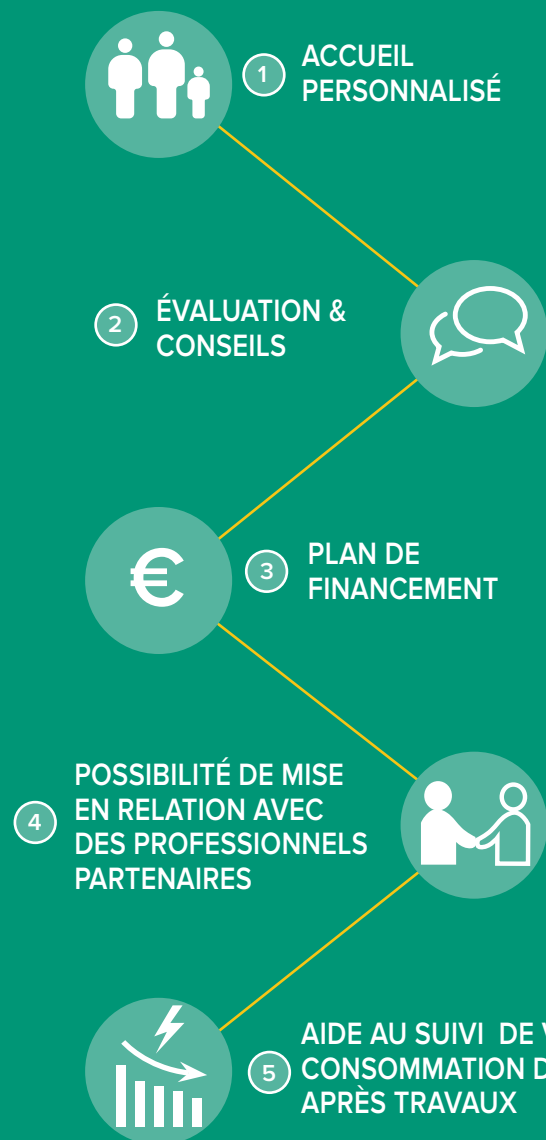 1 ACCUEIL
PERSONNALISÉ
2 ÉVALUATION &
CONSEILS
€
3 PLAN DE
FINANCEMENT
POSSIBILITÉ DE MISE
4 EN RELATION AVEC
DES PROFESSIONNELS
PARTENAIRES
AIDE AU SUIVI DE
5 CONSOMMATION
APRÈS TRAVAUX